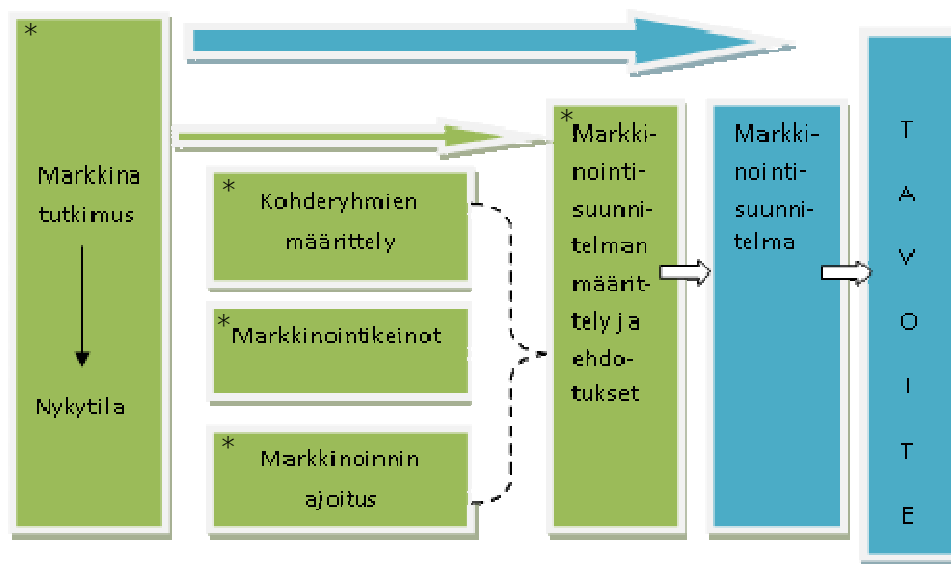 *
Markkina
tutkimus
Nykytila
*
Kohderyhmien
määrittely
*
Markkinointikeinot
*
Markkinoinnin
ajoitus
*
Markki-
nointi-
suunni-
telman
määrit-
tely ja
ehdo-
tukset
Markki-
nointi-
suunni-
telma
T
A
V
O
I
T
E